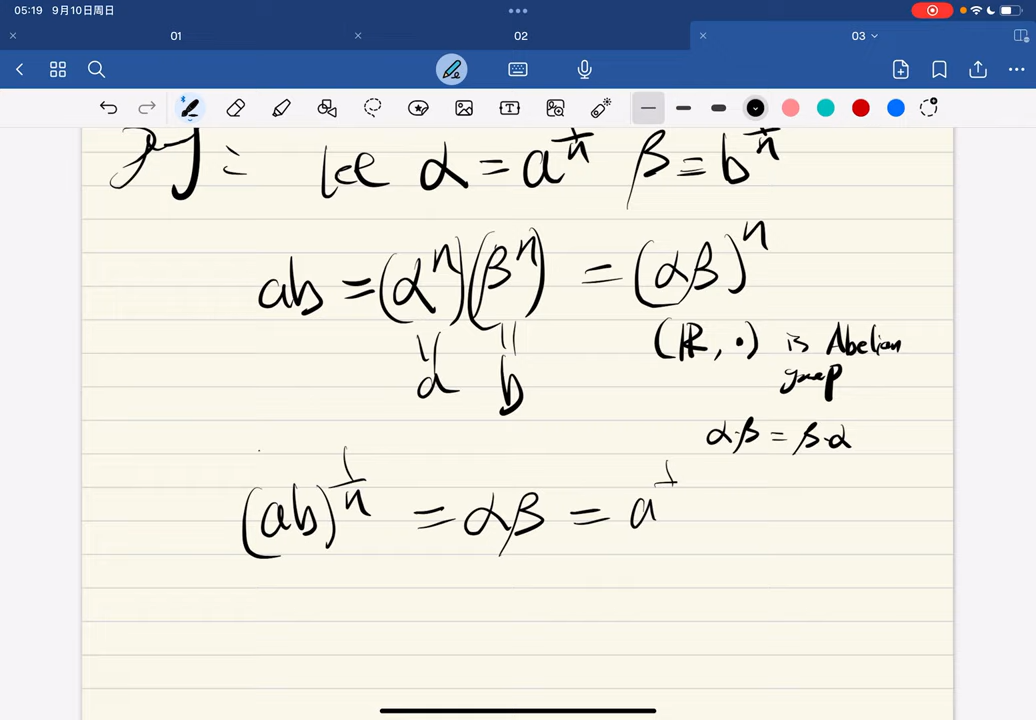 05:19 9月10日周日
01 02 03
let α = a^{1/n} β = b^{1/n}
ab = (α^n)(β^n) = (αβ)^n
(ℝ, ·) is Abelian
group
a b
α·β = β·α
(ab)^{1/n} = αβ = a^{1